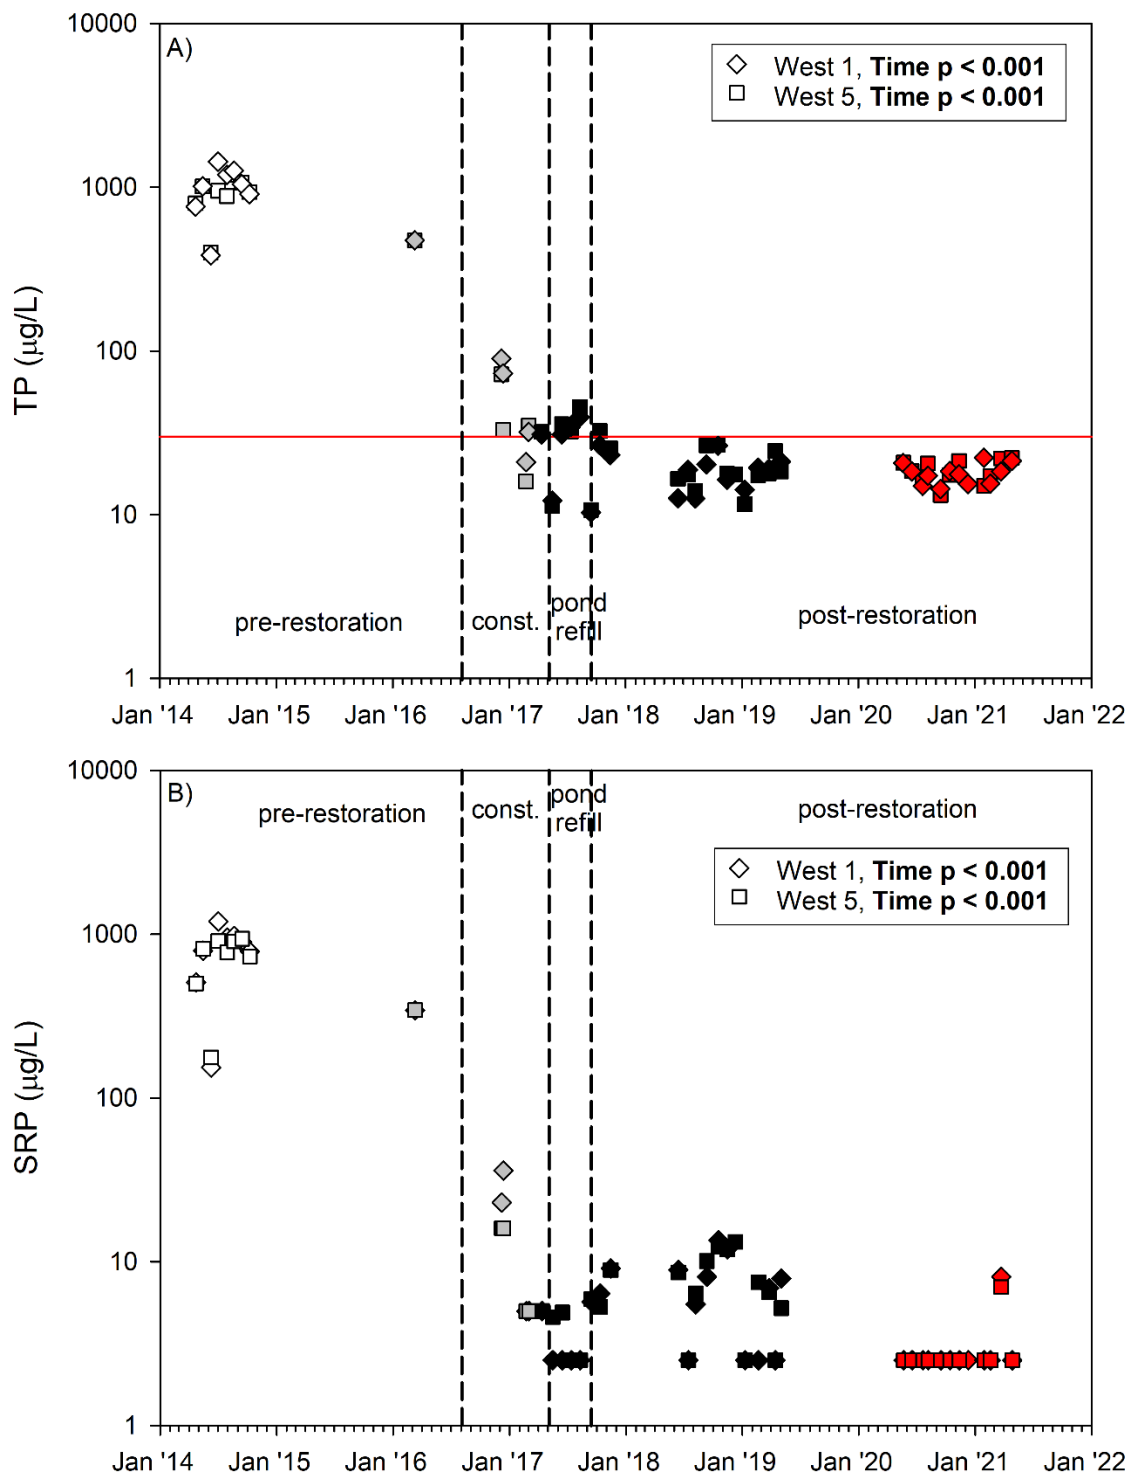 A)
West 1, Time p < 0.001
West 5, Time p < 0.001
10000
1000
100
10
1
TP (µg/L)
pre-restoration
const.
pond
refill
post-restoration
Jan '14 Jan '15 Jan '16 Jan '17 Jan '18 Jan '19 Jan '20 Jan '21 Jan '22
B)
pre-restoration
const.
pond
refill
post-restoration
West 1, Time p < 0.001
West 5, Time p < 0.001
10000
1000
100
10
1
SRP (µg/L)
Jan '14 Jan '15 Jan '16 Jan '17 Jan '18 Jan '19 Jan '20 Jan '21 Jan '22